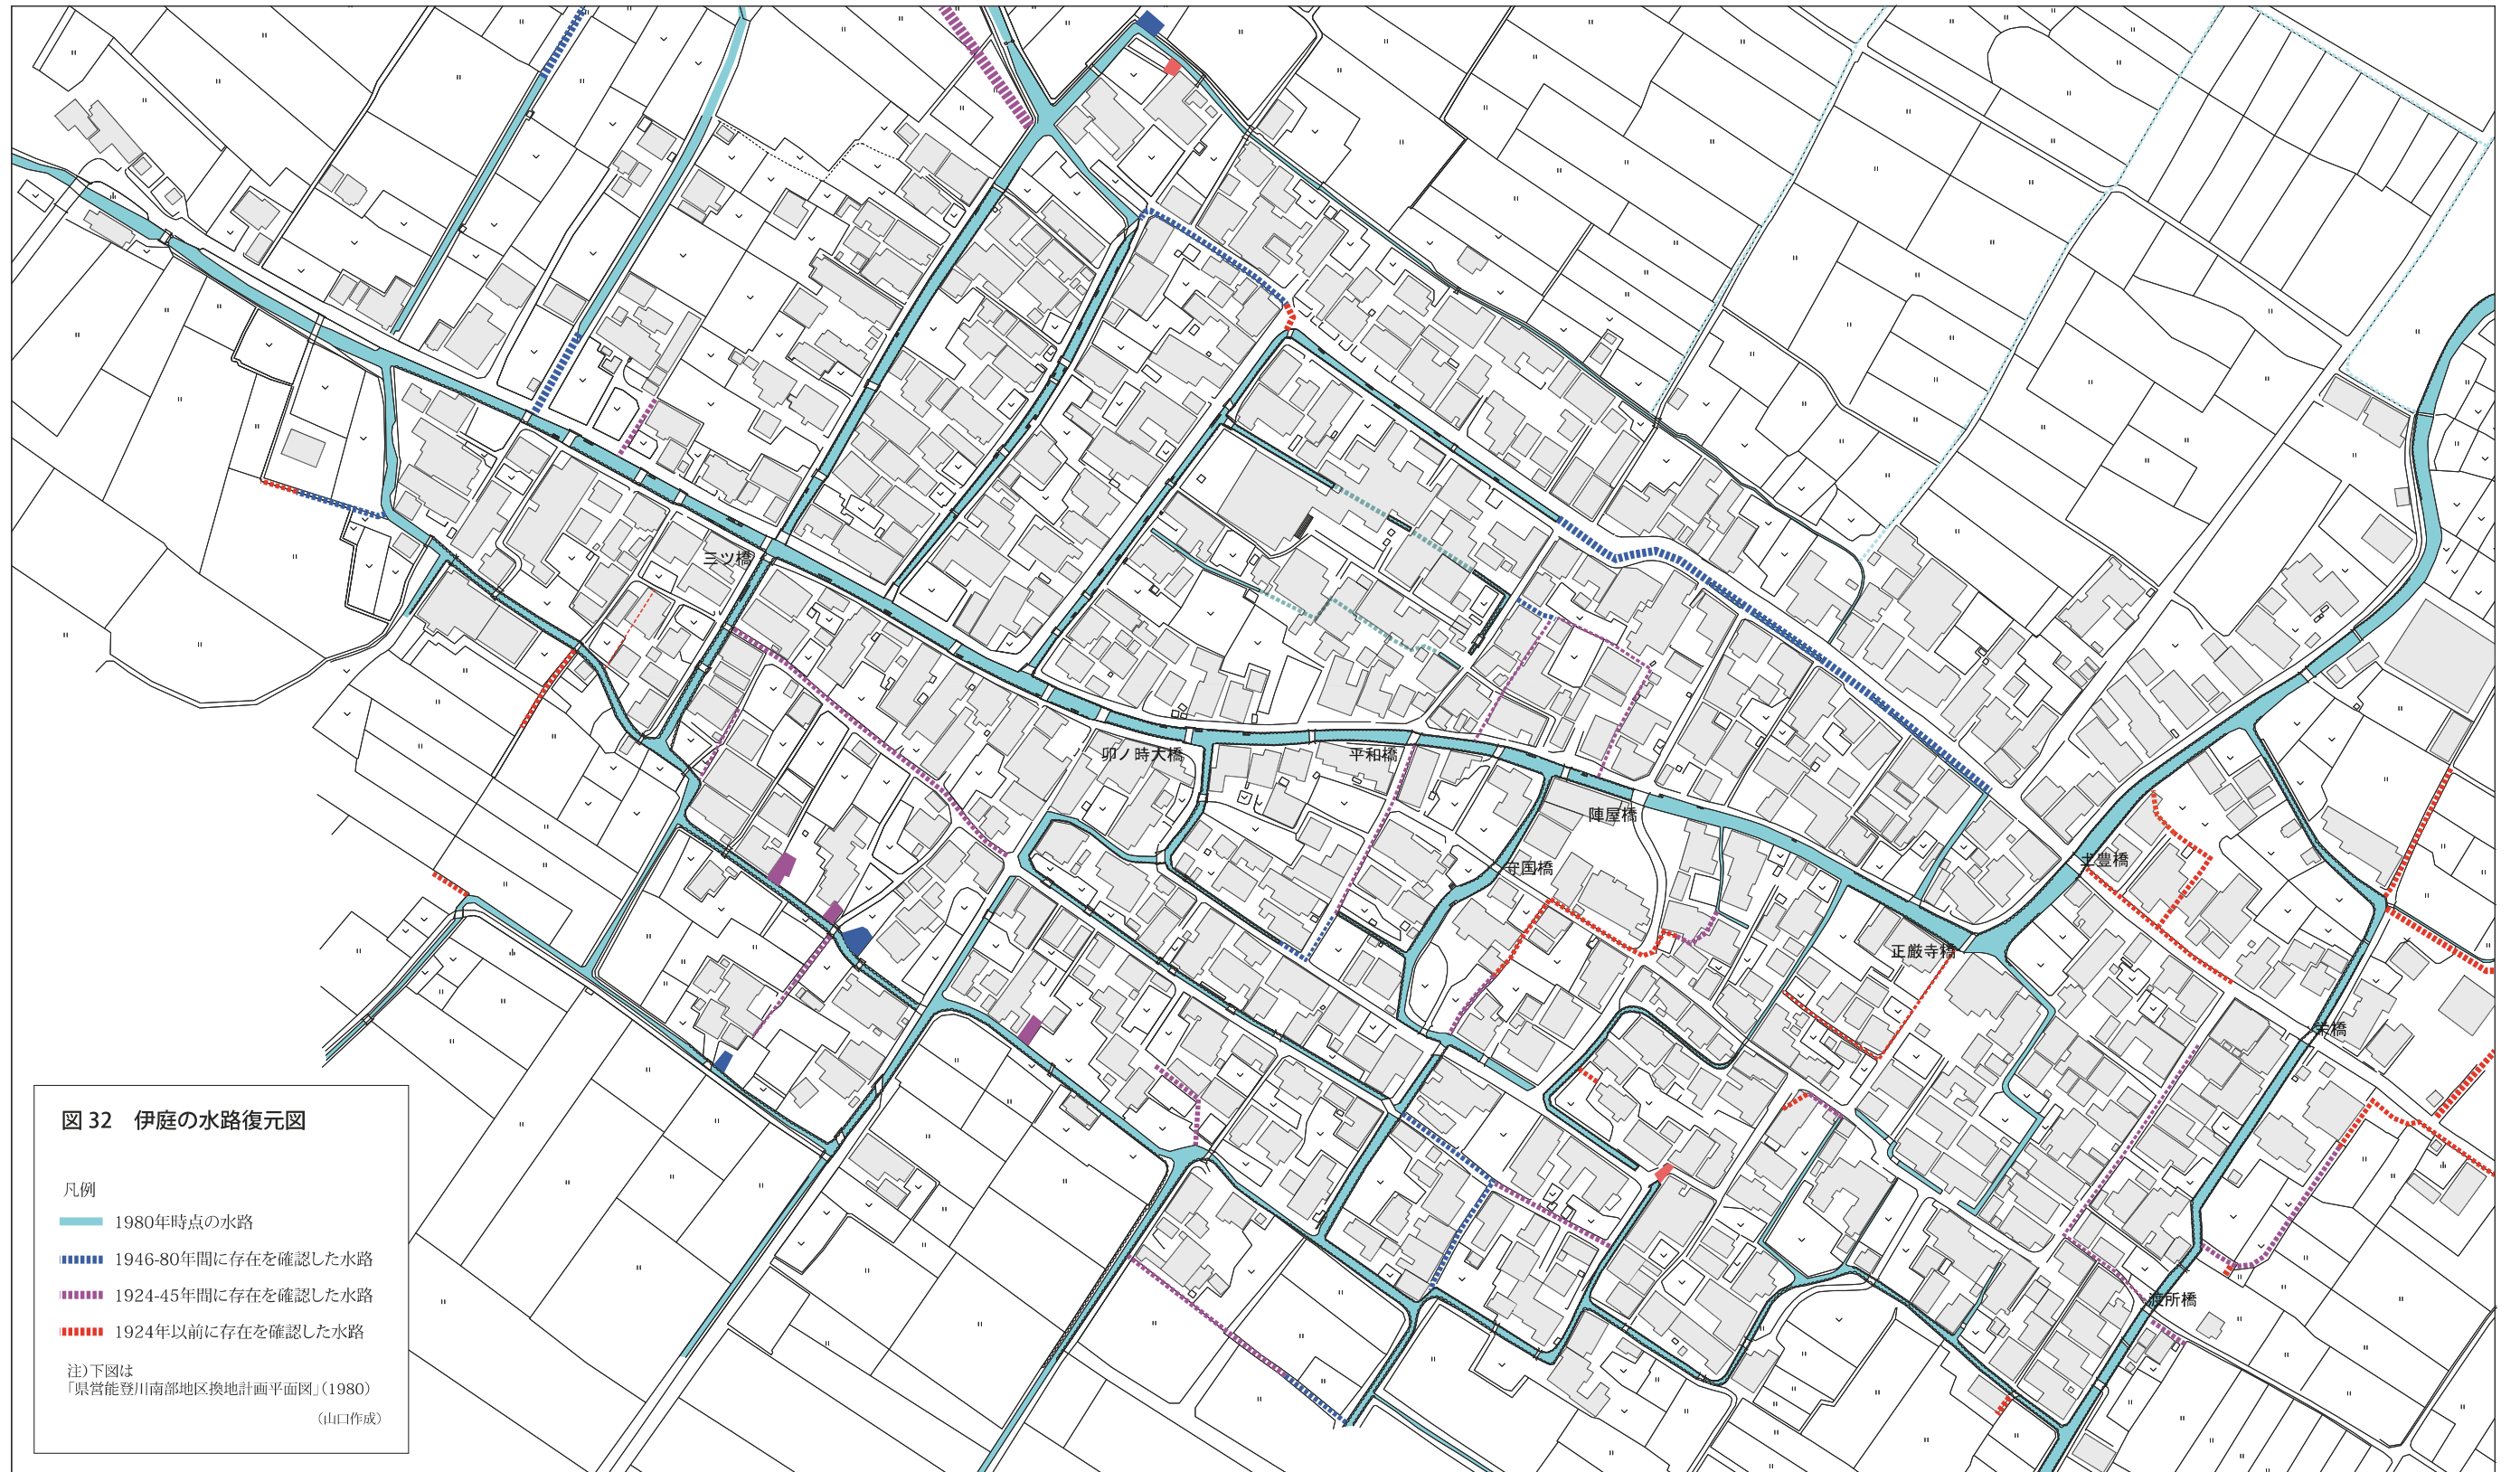 三ツ橋
卯ノ時大橋
平和橋
陣屋橋
守国橋
正厳寺橋
土豊橋
栄橋
渡所橋
図 32　伊庭の水路復元図
凡例
1980年時点の水路
1946-80年間に存在を確認した水路
1924-45年間に存在を確認した水路
1924年以前に存在を確認した水路
注）下図は
「県営能登川南部地区換地計画平面図」（1980）
（山口作成）